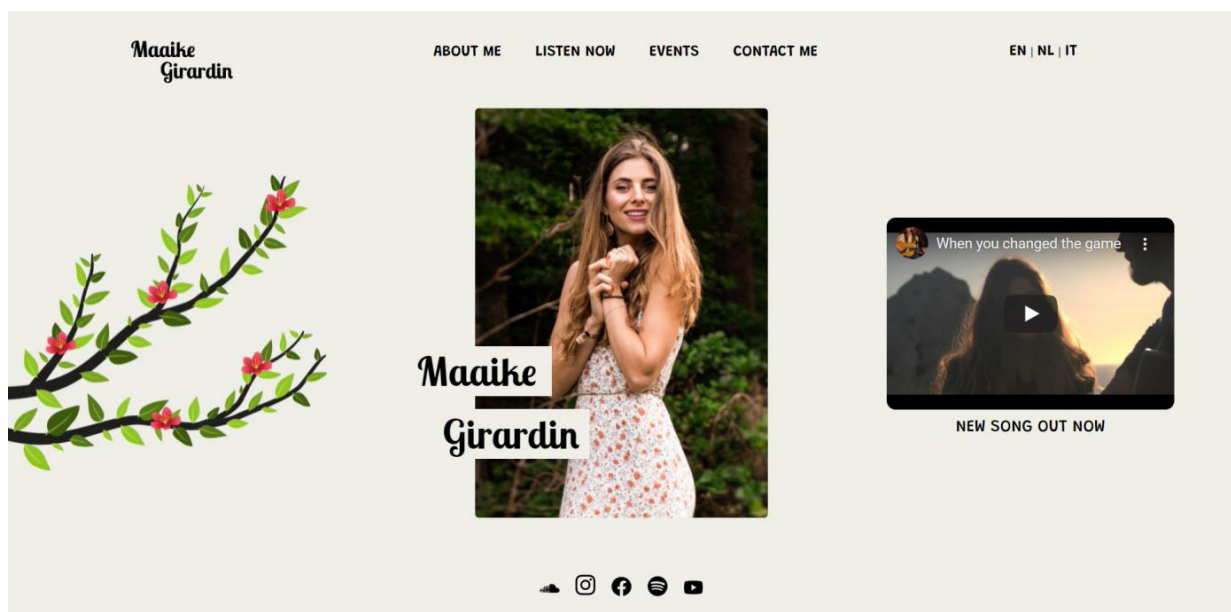 Maaike
Girardin
ABOUT ME LISTEN NOW EVENTS CONTACT ME
EN | NL | IT
When you changed the game
Maaike
Girardin
NEW SONG OUT NOW